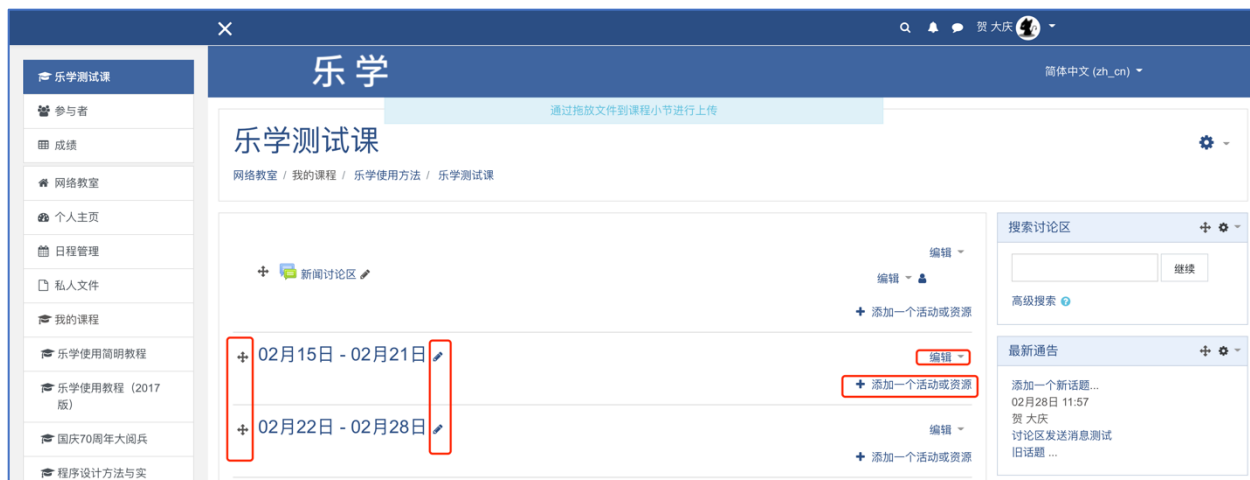 贺 大庆
乐学
简体中文 (zh_cn)
通过拖放文件到课程小节进行上传
乐学测试课
参与者
成绩
网络教室
个人主页
日程管理
私人文件
我的课程
乐学使用简明教程
乐学使用教程（2017
版）
国庆70周年大阅兵
程序设计方法与实
乐学测试课
网络教室 / 我的课程 / 乐学使用方法 / 乐学测试课
编辑
新闻讨论区
编辑
+ 添加一个活动或资源
02月15日 - 02月21日
编辑
+ 添加一个活动或资源
02月22日 - 02月28日
编辑
+ 添加一个活动或资源
搜索讨论区
继续
高级搜索
最新通告
添加一个新话题...
02月28日 11:57
贺 大庆
讨论区发送消息测试
旧话题 ...